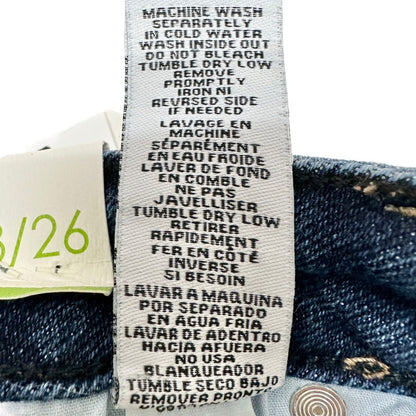 MACHINE WASH
SEPARATELY
IN COLD WATER
WASH INSIDE OUT
DO NOT BLEACH
TUMBLE DRY LOW
REMOVE
PROMPTLY
IRON NI
REVRSED SIDE
IF NEEDED
LAVAGE EN
MACHINE
SÉPARÉMENT
EN EAU FROIDE
LAVER DE FOND
EN COMBLE
NE PAS
JAVELLISER
TUMBLE DRY LOW
RETIRER
RAPIDEMENT
FER EN CÔTÉ
INVERSE
SI BESOIN
LAVAR A MAQUINA
POR SEPARADO
EN AGUA FRIA
LAVAR DE ADENTRO
HACIA AFUERA
NO USA
BLANQUEADOR
TUMBLE SECO BAJO
REMOVER PRONTO
/26